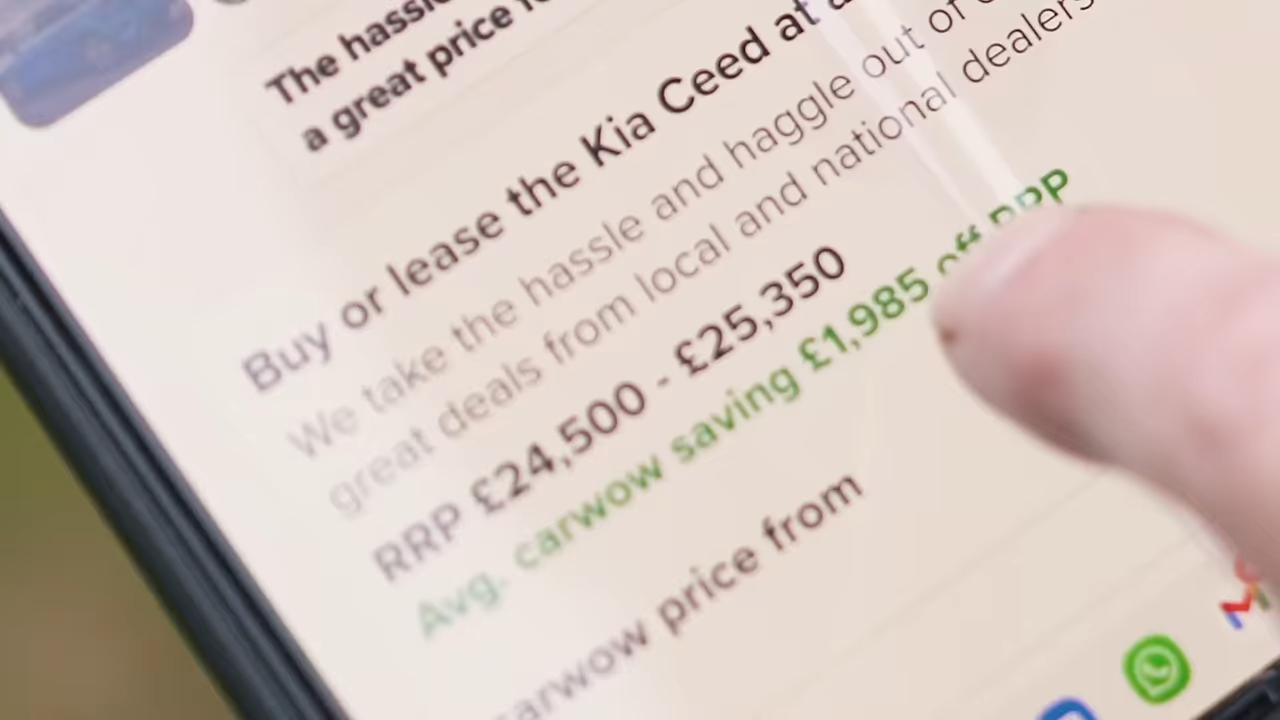 The hassle
a great price
Buy or lease the Kia Ceed at a
We take the hassle and haggle out of
great deals from local and national dealers
RRP £24,500 - £25,350
Avg. carwow saving £1,985 off RRP
carwow price from